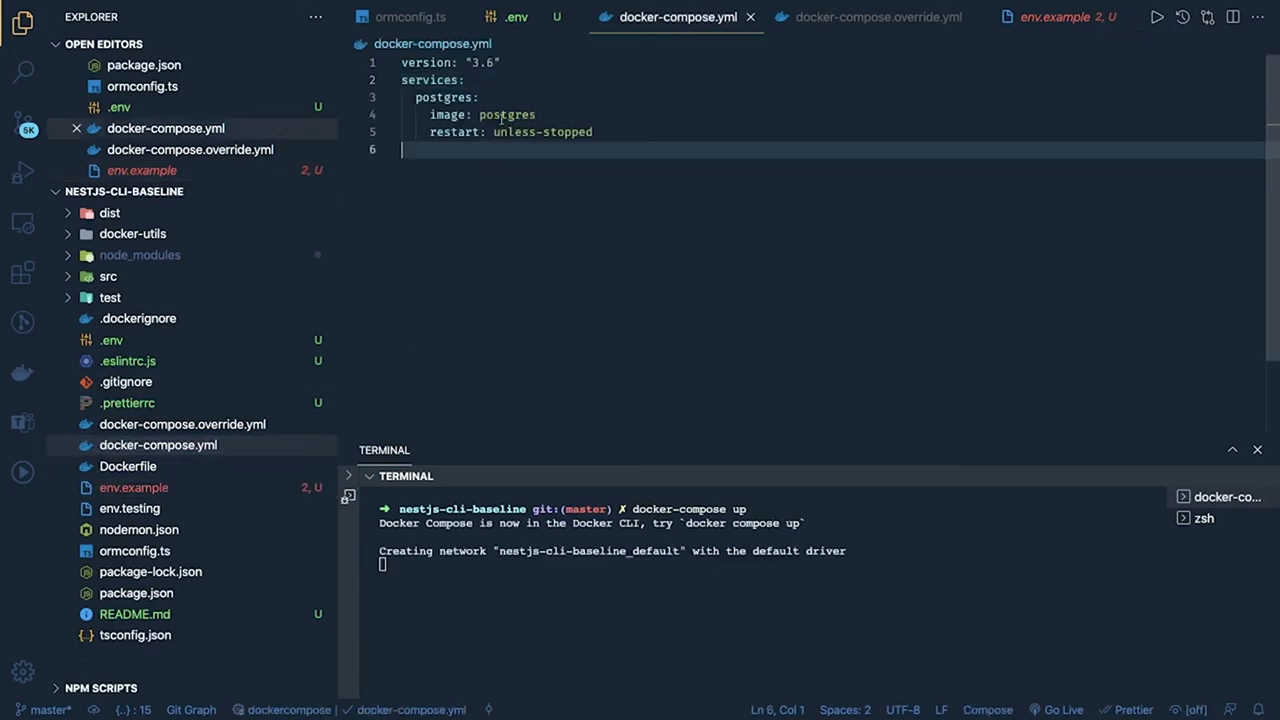 EXPLORER
OPEN EDITORS
package.json
ormconfig.ts
.env U
docker-compose.yml
docker-compose.override.yml
env.example 2, U
NESTJS-CLI-BASELINE
dist
docker-utils
node_modules
src
test
.dockerignore
.env U
.eslintrc.js U
.gitignore
.prettierrc U
docker-compose.override.yml
docker-compose.yml
Dockerfile
env.example 2, U
env.testing
nodemon.json
ormconfig.ts
package-lock.json
package.json
README.md U
tsconfig.json
NPM SCRIPTS
5K
ormconfig.ts .env U docker-compose.yml docker-compose.override.yml env.example 2, U
docker-compose.yml
1 version: "3.6"
2 services:
3 postgres:
4 image: postgres
5 restart: unless-stopped
6
TERMINAL
TERMINAL
➜ nestjs-cli-baseline git:(master) ✗ docker-compose up
Docker Compose is now in the Docker CLI, try `docker compose up`
Creating network "nestjs-cli-baseline_default" with the default driver
docker-co...
zsh
master* {..} : 15 Git Graph dockercompose | ✓ docker-compose.yml Ln 6, Col 1 Spaces: 2 UTF-8 LF Compose Go Live Prettier [off]